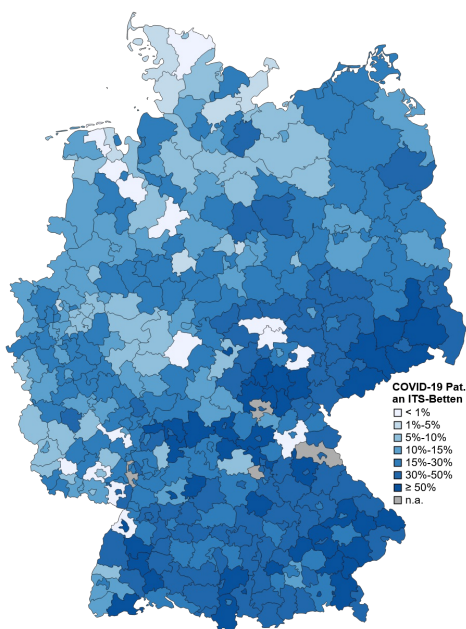 COVID-19 Pat.
an ITS-Betten
< 1%
1%-5%
5%-10%
10%-15%
15%-30%
30%-50%
≥ 50%
n.a.